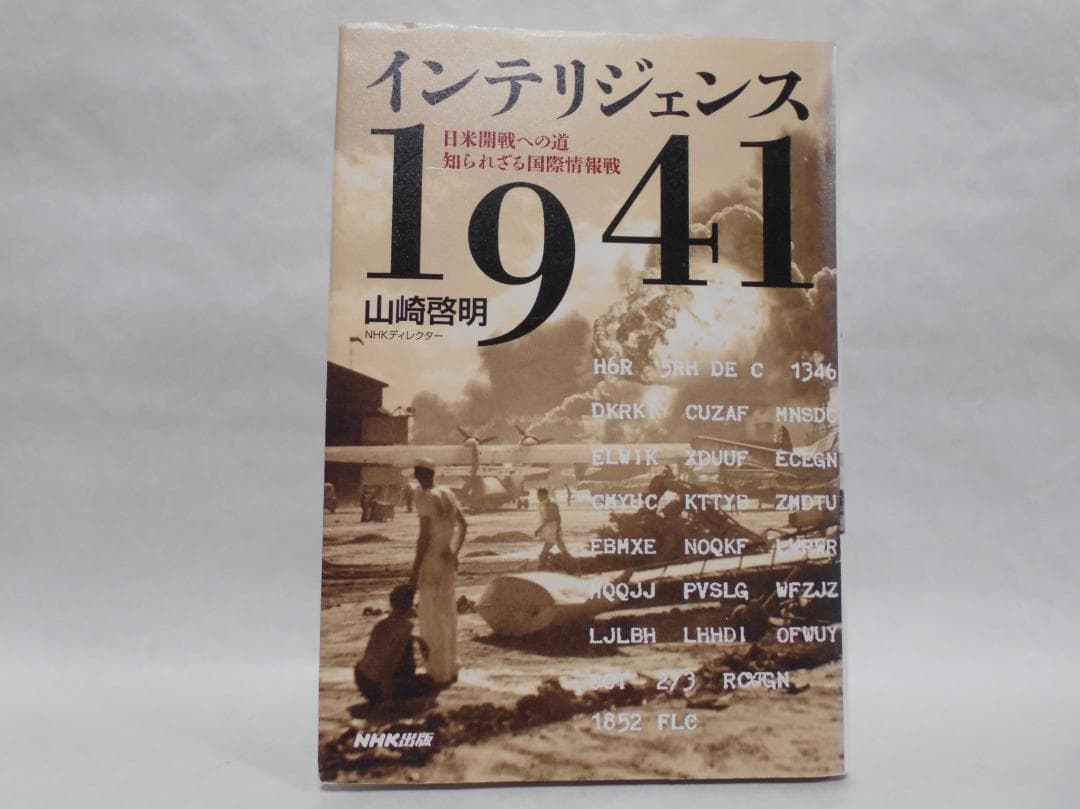 インテリジェンス
1941
日米開戦への道
知られざる国際情報戦
山崎啓明
NHKディレクター
H6R 5RH DE C 1346
CUZAF MNSDC
ELWIK XDUUF ECEGN
CMYUC ZMDTU
EBMXE NOQKF
HQQJJ PVSLG WFZJZ
LJLBH LHHDI OFWUY
2/3
1852 FLC
NHK出版